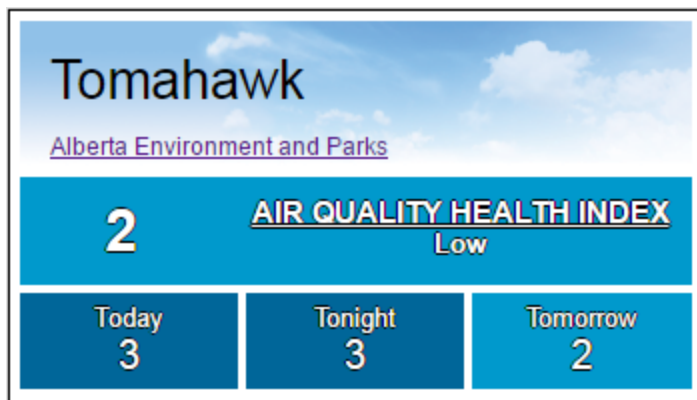 Tomahawk
Alberta Environment and Parks
2
AIR QUALITY HEALTH INDEX
Low
Today
3
Tonight
3
Tomorrow
2